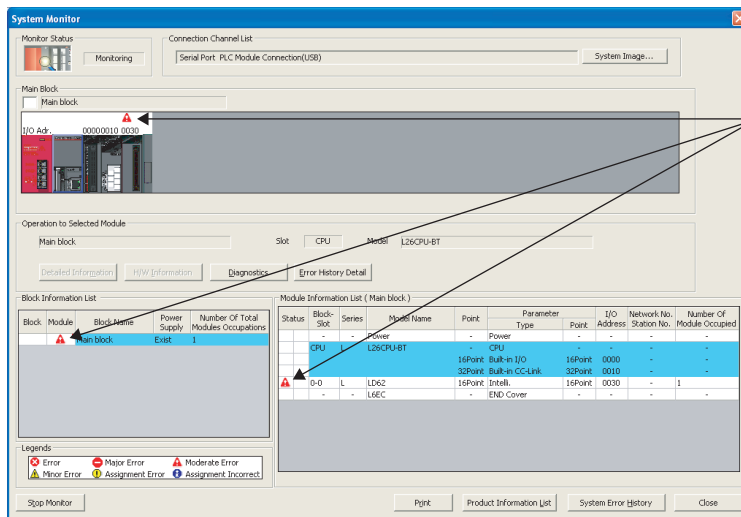 System Monitor
Monitor Status
Monitoring
Connection Channel List
Serial Port PLC Module Connection(USB)
System Image...
Main Block
Main block
I/O Adr. 00000010 0030
Operation to Selected Module
Main block
Slot CPU Model L26CPU-BT
Detailed Information H/W Information Diagnostics Error History Detail
Block Information List
Block Module Block Name Power Supply Number Of Total Modules Occupations
Main block Exist 1
Module Information List ( Main block )
Status Block-Slot Series Model Name Point Parameter Type Point I/O Address Network No. Station No. Number Of Module Occupied
- - Power - Power - - - -
CPU L L26CPU-BT - CPU - - - -
16Point Built-in I/O 16Point 0000 - -
32Point Built-in CC-Link 32Point 0010 - -
0-0 L LD62 16Point Intelli. 16Point 0030 - 1
- - L6EC - END Cover - - - -
Legends
Error Major Error Moderate Error
Minor Error Assignment Error Assignment Incorrect
Stop Monitor Print Product Information List System Error History Close